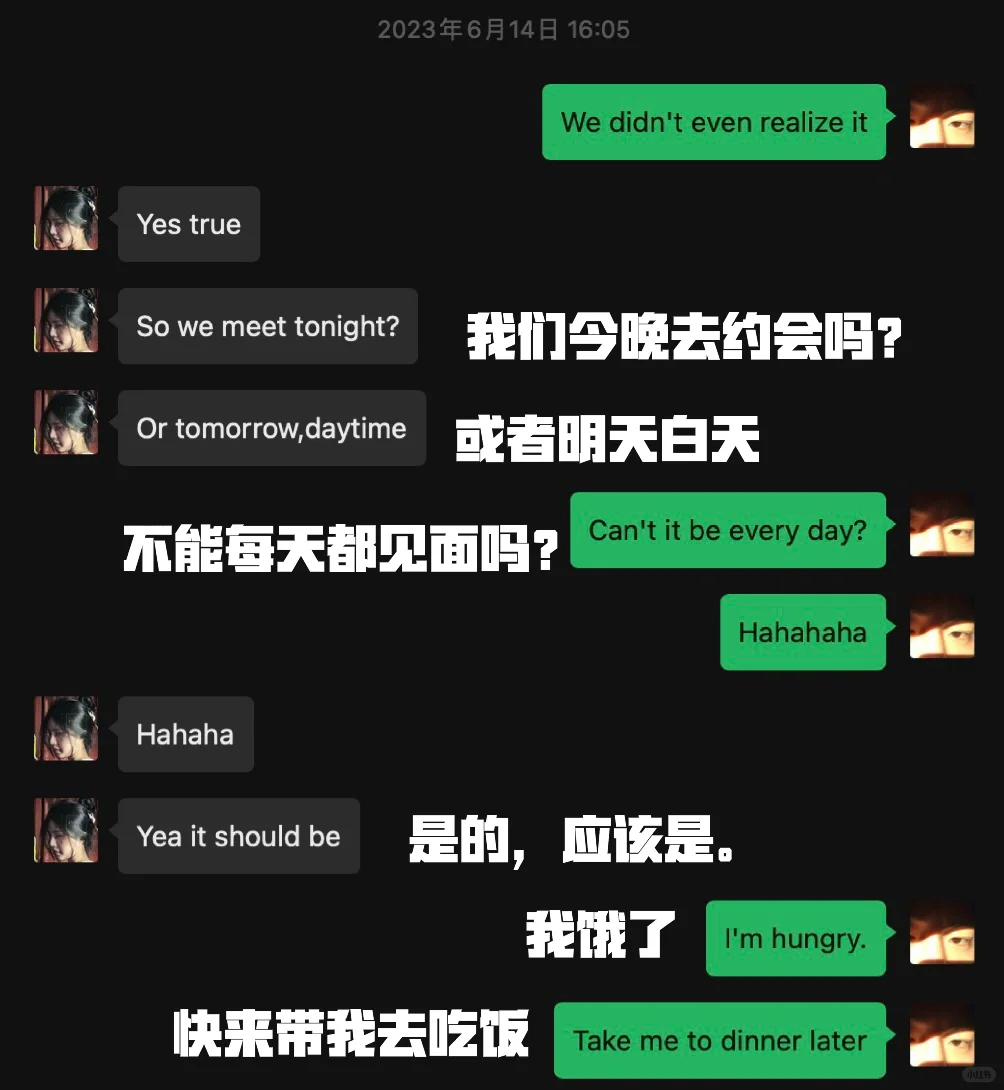 2023年6月14日 16:05
We didn't even realize it
Yes true
So we meet tonight?
我们今晚去约会吗?
Or tomorrow,daytime
或者明天白天
不能每天都见面吗?
Can't it be every day?
Hahahaha
Hahaha
Yea it should be
是的，应该是。
我饿了
I'm hungry.
快来带我去吃饭
Take me to dinner later
小红书